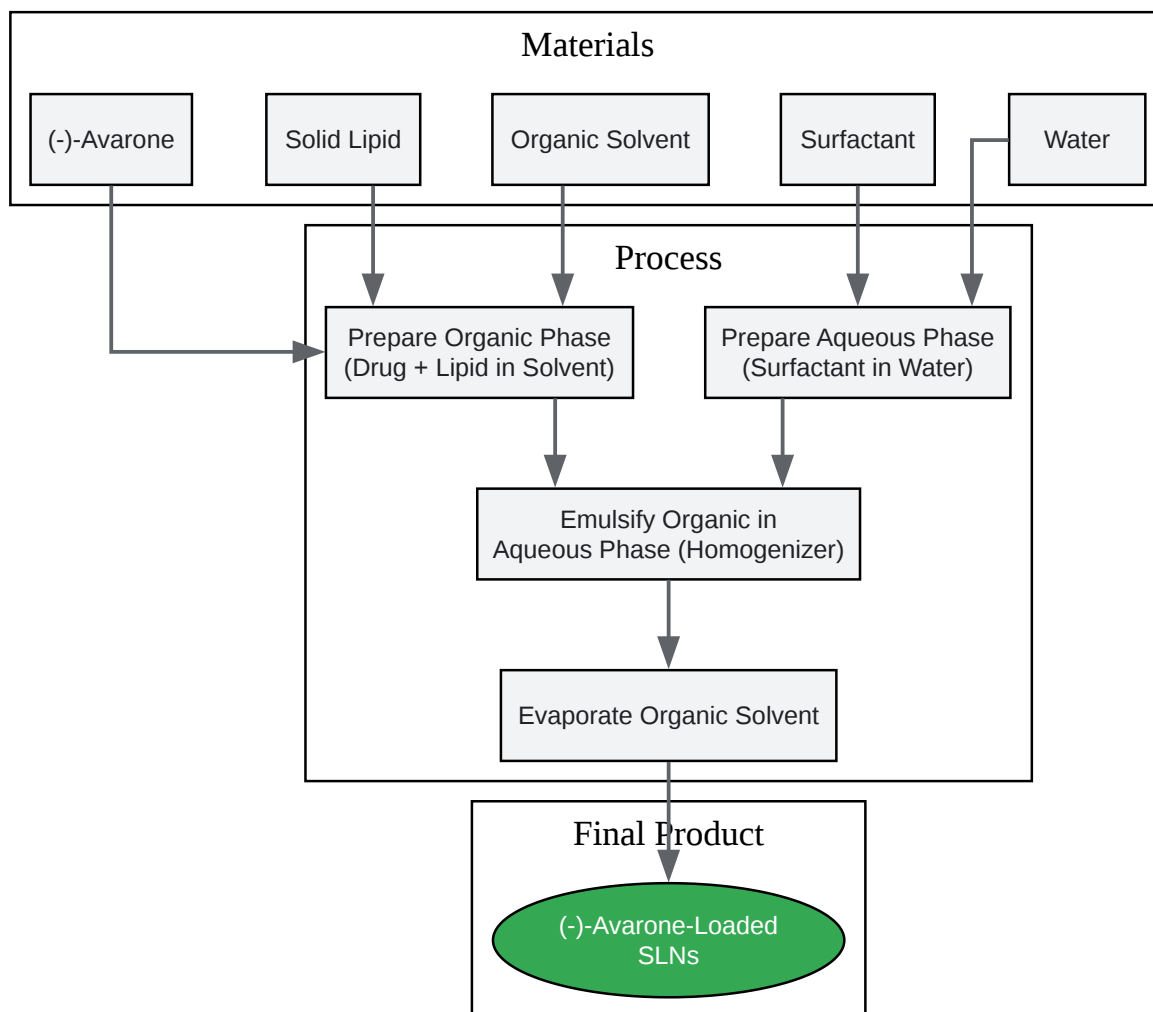 Materials
(-)-Avarone
Solid Lipid
Organic Solvent
Surfactant
Water
Process
Prepare Organic Phase
(Drug + Lipid in Solvent)
Prepare Aqueous Phase
(Surfactant in Water)
Emulsify Organic in
Aqueous Phase (Homogenizer)
Evaporate Organic Solvent
Final Product
(-)-Avarone-Loaded
SLNs